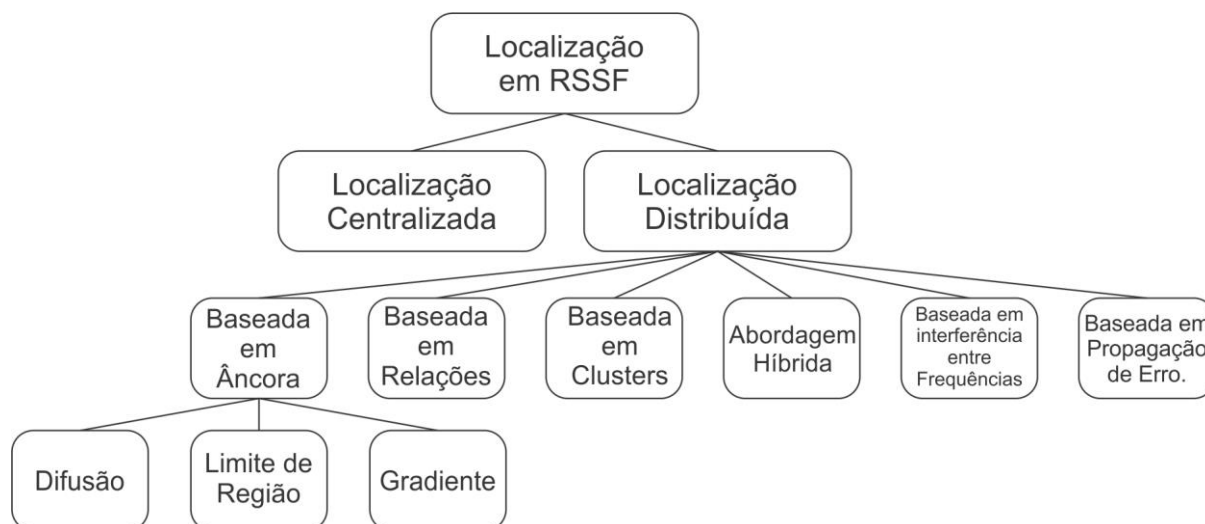 Localização
em RSSF
Localização
Centralizada
Localização
Distribuída
Baseada
em
Âncora
Baseada
em
Relações
Baseada
em
Clusters
Abordagem
Híbrida
Baseada em
interferência
entre
Frequências
Baseada em
Propagação
de Erro.
Difusão
Limite de
Região
Gradiente